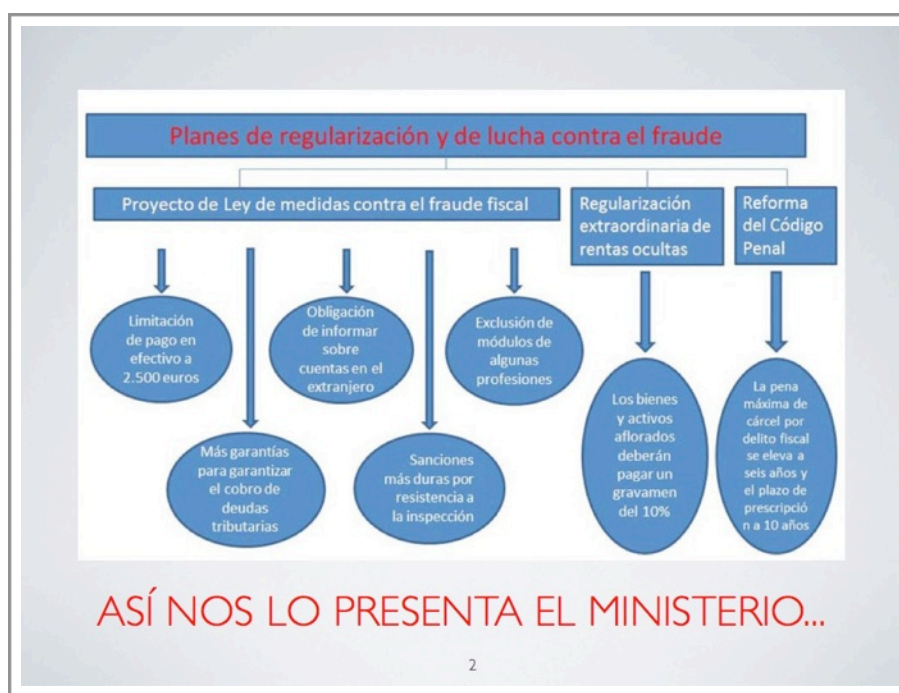 Planes de regularización y de lucha contra el fraude
Proyecto de Ley de medidas contra el fraude fiscal
Regularización
extraordinaria de
rentas ocultas
Reforma
del Código
Penal
Limitación
de pago en
efectivo a
2.500 euros
Obligación
de informar
sobre
cuentas en el
extranjero
Exclusión de
módulos de
algunas
profesiones
Más garantías
para garantizar
el cobro de
deudas
tributarias
Sanciones
más duras por
resistencia a
la inspección
Los bienes
y activos
aflorados
deberán
pagar un
gravamen
del 10%
La pena
máxima de
cárcel por
delito fiscal
se eleva a
seis años y
el plazo de
prescripció
n a 10 años
ASÍ NOS LO PRESENTA EL MINISTERIO...
2